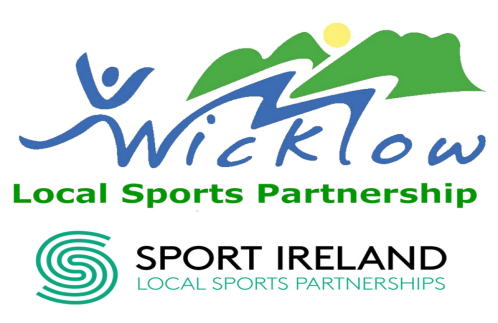 Wicklow
Local Sports Partnership
SPORT IRELAND
LOCAL SPORTS PARTNERSHIPS